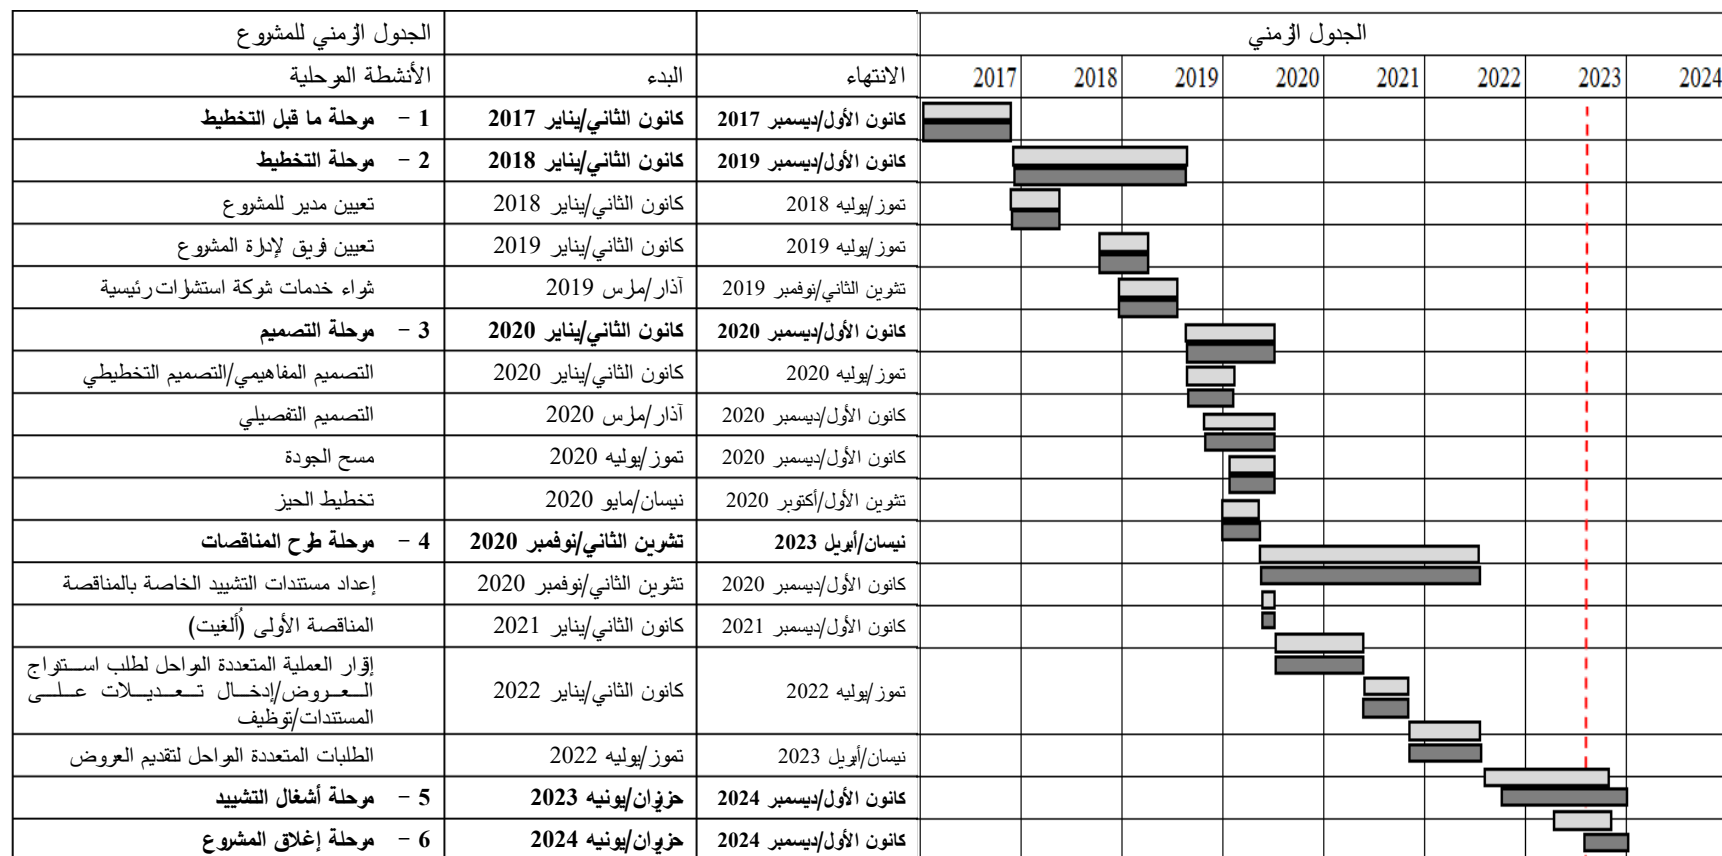 الجدول الزمني للمشروع
الجدول الزمني
الأنشطة المرحلية البدء الانتهاء 2017 2018 2019 2020 2021 2022 2023 2024
1 - مرحلة ما قبل التخطيط كانون الثاني/يناير 2017 كانون الأول/ديسمبر 2017
2 - مرحلة التخطيط كانون الثاني/يناير 2018 كانون الأول/ديسمبر 2019
تعيين مدير للمشروع كانون الثاني/يناير 2018 تموز/يوليه 2018
تعيين فريق لإدارة المشروع كانون الثاني/يناير 2019 تموز/يوليه 2019
شراء خدمات شركة استشارات رئيسية آذار/مارس 2019 تشرين الثاني/نوفمبر 2019
3 - مرحلة التصميم كانون الثاني/يناير 2020 كانون الأول/ديسمبر 2020
التصميم المفاهيمي/التصميم التخطيطي كانون الثاني/يناير 2020 تموز/يوليه 2020
التصميم التفصيلي آذار/مارس 2020 كانون الأول/ديسمبر 2020
مسح الجودة تموز/يوليه 2020 كانون الأول/ديسمبر 2020
تخطيط الحيز نيسان/مايو 2020 تشرين الأول/أكتوبر 2020
4 - مرحلة طرح المناقصات تشرين الثاني/نوفمبر 2020 نيسان/أبريل 2023
إعداد مستندات التشييد الخاصة بالمناقصة تشرين الثاني/نوفمبر 2020 كانون الأول/ديسمبر 2020
المناقصة الأولى (أُلغيت) كانون الثاني/يناير 2021 كانون الأول/ديسمبر 2021
إقرار العملية المتعددة المراحل لطلب استدراج
العروض/إدخال تعديلات على
المستندات/توظيف
كانون الثاني/يناير 2022 تموز/يوليه 2022
الطلبات المتعددة المراحل لتقديم العروض تموز/يوليه 2022 نيسان/أبريل 2023
5 - مرحلة أشغال التشييد حزيران/يونيه 2023 كانون الأول/ديسمبر 2024
6 - مرحلة إغلاق المشروع حزيران/يونيه 2024 كانون الأول/ديسمبر 2024